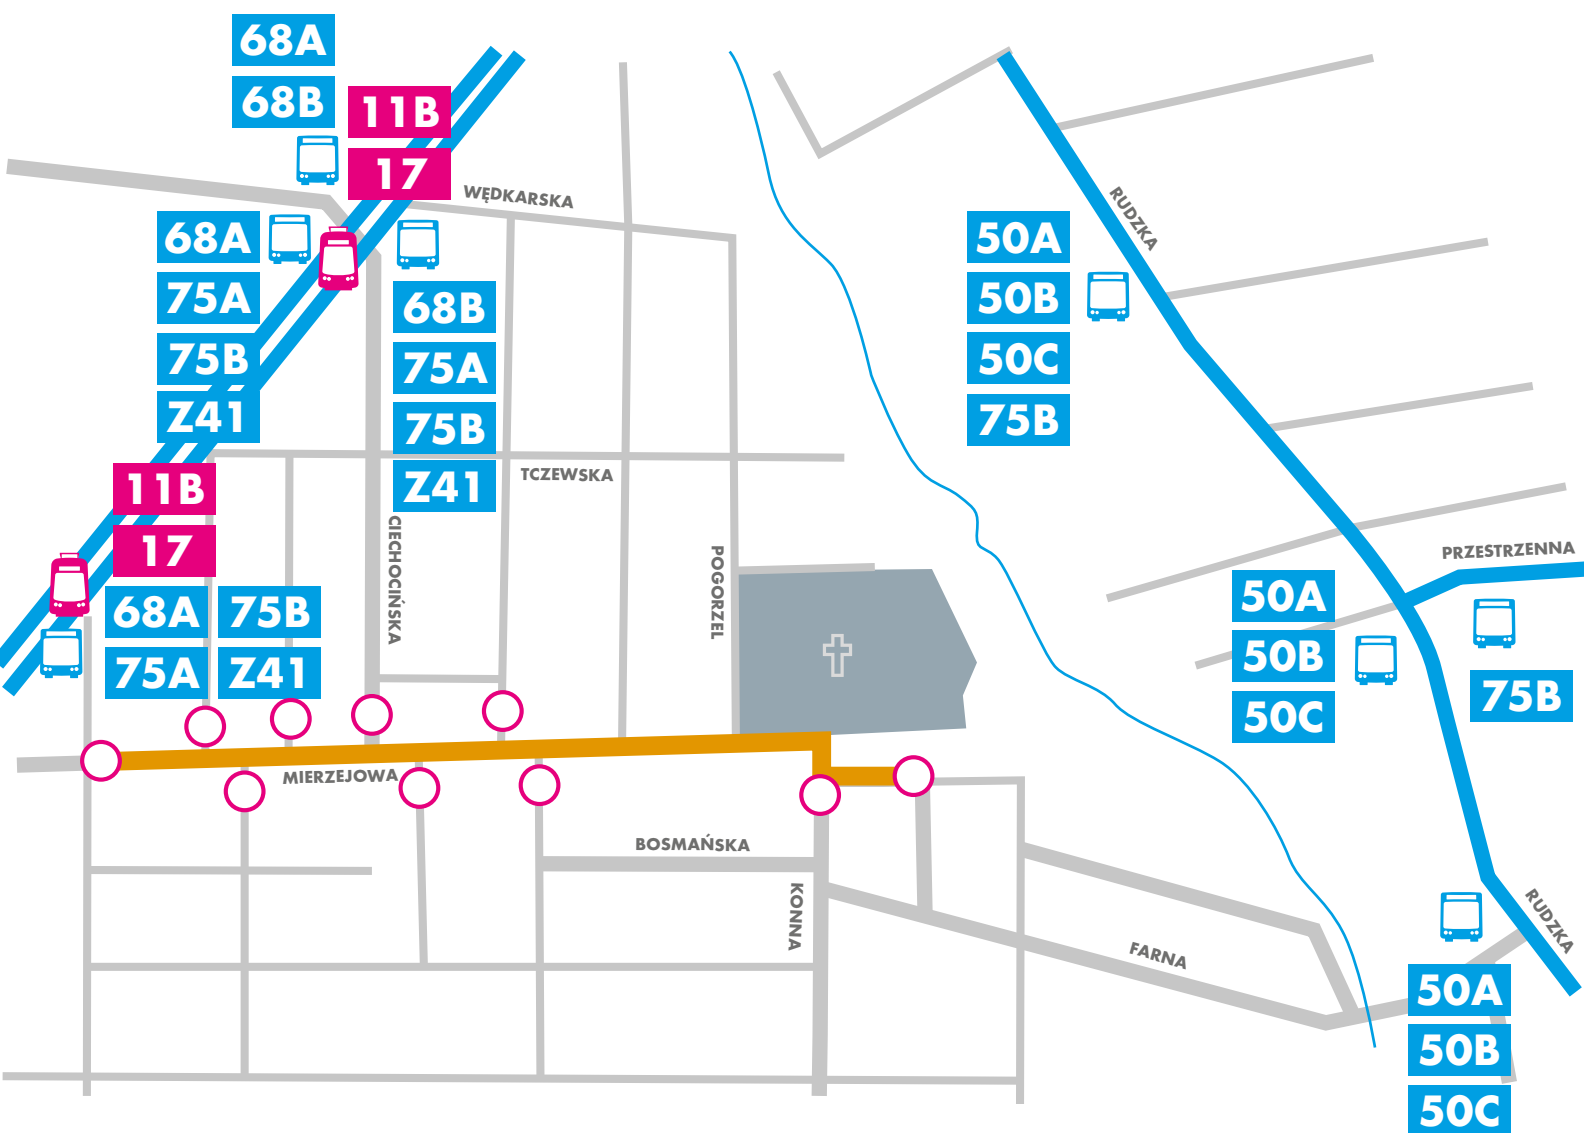 68A
68B
11B
17
WĘDKARSKA
RUDZKA
68A
75A
75B
Z41
68B
75A
75B
Z41
50A
50B
50C
75B
TCZEWSKA
11B
17
CIECHOCIŃSKA
POGORZEL
PRZESTRZENNA
68A 75B
75A Z41
50A
50B
50C
75B
MIERZEJOWA
BOSMAŃSKA
KONNA
FARNA
RUDZKA
50A
50B
50C